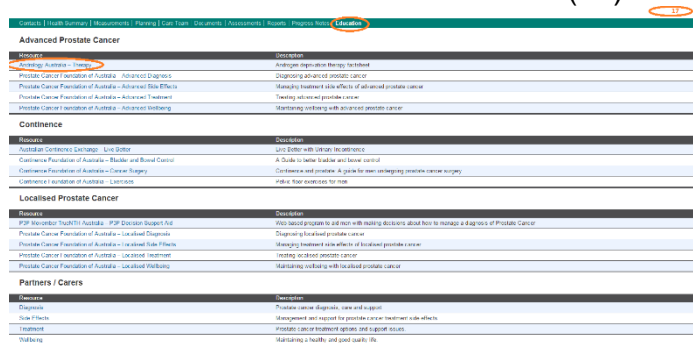 17
Contacts | Health Summary | Measurements | Planning | Care Team | Documents | Assessments | Reports | Progress Notes | Education
Advanced Prostate Cancer
Resource Description
Andrology Australia – Therapy Androgen deprivation therapy factsheet
Prostate Cancer Foundation of Australia – Advanced Diagnosis Diagnosing advanced prostate cancer
Prostate Cancer Foundation of Australia – Advanced Side Effects Managing treatment side effects of advanced prostate cancer
Prostate Cancer Foundation of Australia – Advanced Treatment Treating advanced prostate cancer
Prostate Cancer Foundation of Australia – Advanced Wellbeing Maintaining wellbeing with advanced prostate cancer
Continence
Resource Description
Australian Continence Exchange – Live Better Live Better with Urinary Incontinence
Continence Foundation of Australia – Bladder and Bowel Control A Guide to better bladder and bowel control
Continence Foundation of Australia – Cancer Surgery Continence and prostate: A guide for men undergoing prostate cancer surgery
Continence Foundation of Australia – Exercises Pelvic floor exercises for men
Localised Prostate Cancer
Resource Description
P3P Movember TrueNTH Australia – P3P Decision Support Aid Web based program to aid men with making decisions about how to manage a diagnosis of Prostate Cancer
Prostate Cancer Foundation of Australia – Localised Diagnosis Diagnosing localised prostate cancer
Prostate Cancer Foundation of Australia – Localised Side Effects Managing treatment side effects of localised prostate cancer
Prostate Cancer Foundation of Australia – Localised Treatment Treating localised prostate cancer
Prostate Cancer Foundation of Australia – Localised Wellbeing Maintaining wellbeing with localised prostate cancer
Partners / Carers
Resource Description
Diagnosis Prostate cancer diagnosis, care and support
Side Effects Management and support for prostate cancer treatment side effects
Treatment Prostate cancer treatment options and support issues
Wellbeing Maintaining a healthy and good quality life